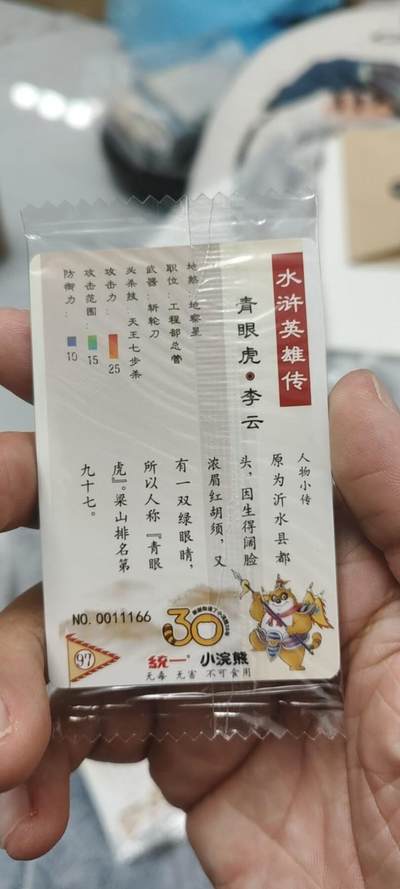 水浒英雄传
青眼虎·李云
地煞：地察星
职位：工程部总管
武器：斩轮刀
头条技：天王七步杀
攻击力：25
攻击范围：15
防御力：10
人物小传
原为沂水县都
头，因生得阔脸
浓眉红胡须，又
有一双绿眼睛，
所以人称『青眼
虎』。梁山排名第
九十七。
NO.0011166
30
97
統一 小浣熊
无毒 无害 不可食用